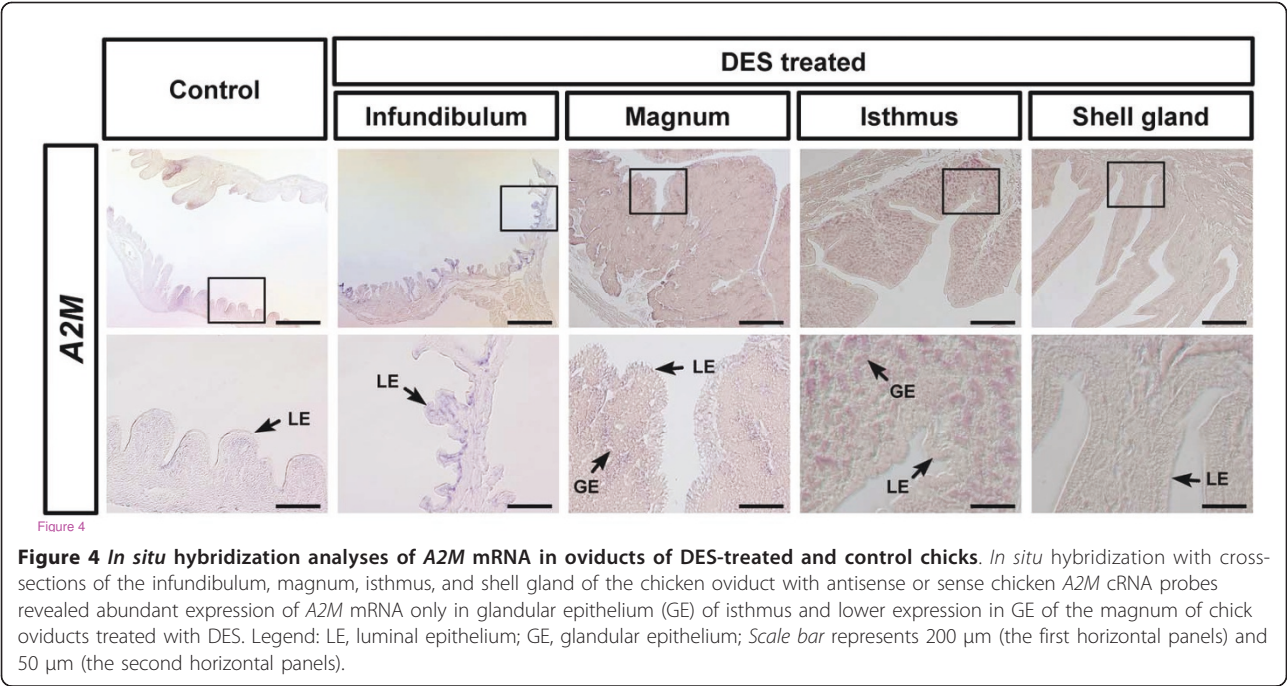 Control
DES treated
Infundibulum
Magnum
Isthmus
Shell gland
A2M
LE
LE
LE
GE
GE
LE
LE
Figure 4
Figure 4 In situ hybridization analyses of A2M mRNA in oviducts of DES-treated and control chicks. In situ hybridization with cross-
sections of the infundibulum, magnum, isthmus, and shell gland of the chicken oviduct with antisense or sense chicken A2M cRNA probes
revealed abundant expression of A2M mRNA only in glandular epithelium (GE) of isthmus and lower expression in GE of the magnum of chick
oviducts treated with DES. Legend: LE, luminal epithelium; GE, glandular epithelium; Scale bar represents 200 μm (the first horizontal panels) and
50 μm (the second horizontal panels).